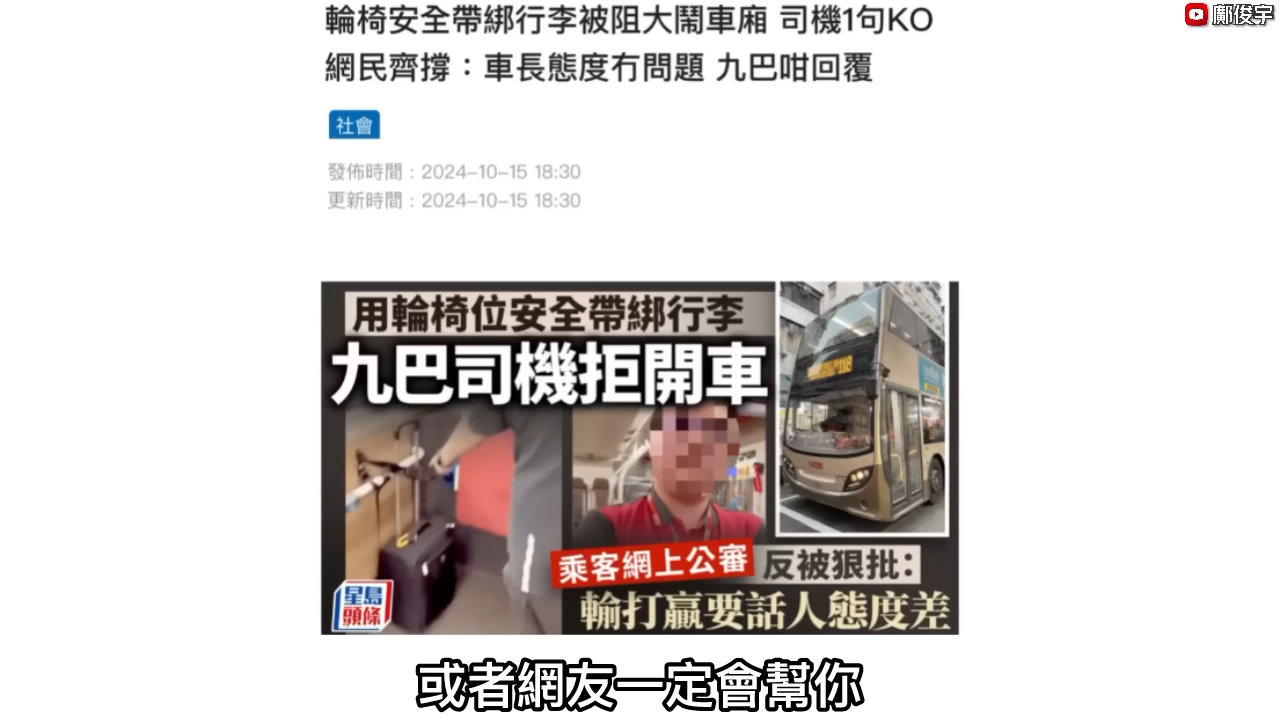 輪椅安全帶綁行李被阻大鬧車廂 司機1句KO
鄺俊宇
網民齊撐：車長態度冇問題 九巴咁回覆
社會
發佈時間：2024-10-15 18:30
更新時間：2024-10-15 18:30
用輪椅位安全帶綁行李
九巴司機拒開車
118
乘客網上公審
反被狠批：
輸打贏要話人態度差
星島
頭條
或者網友一定會幫你